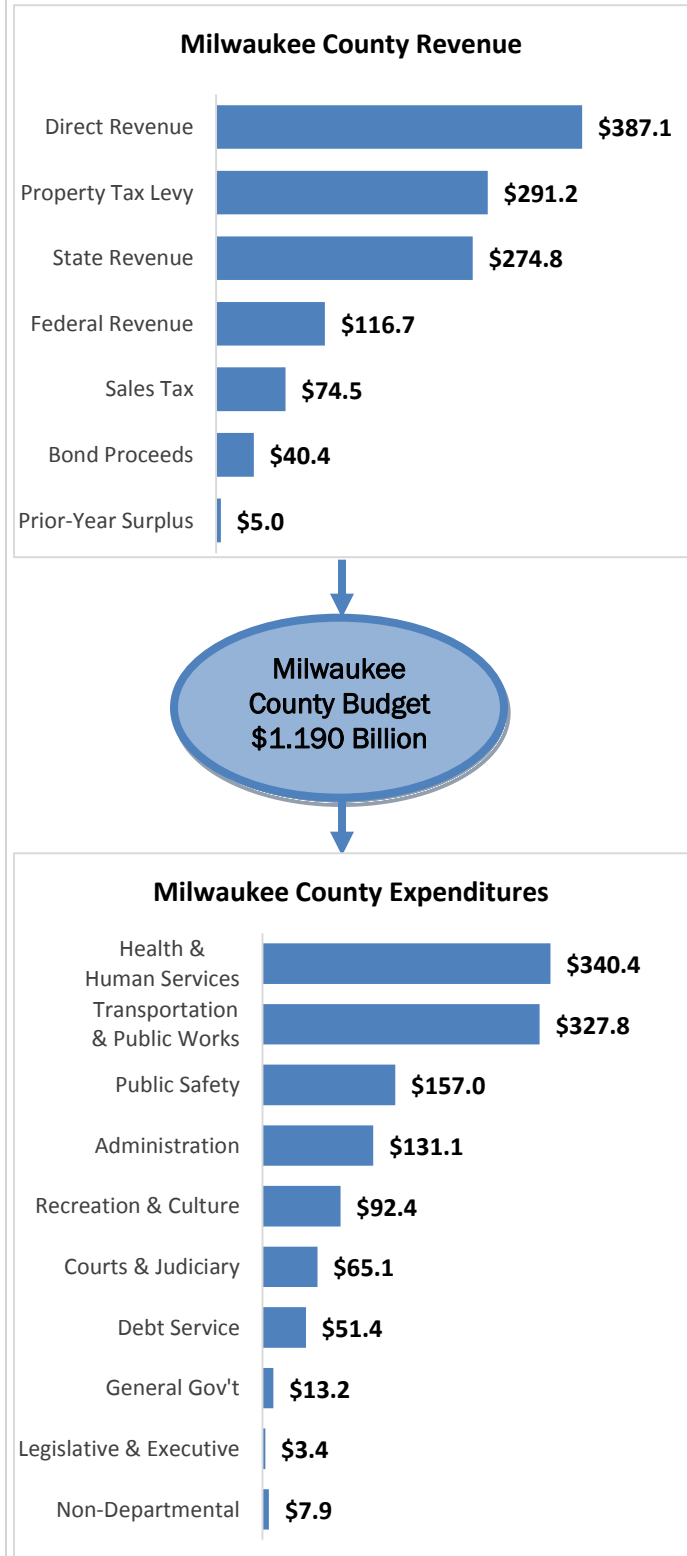 Milwaukee County Revenue
Direct Revenue $387.1
Property Tax Levy $291.2
State Revenue $274.8
Federal Revenue $116.7
Sales Tax $74.5
Bond Proceeds $40.4
Prior-Year Surplus $5.0
Milwaukee
County Budget
$1.190 Billion
Milwaukee County Expenditures
Health &
Human Services $340.4
Transportation
& Public Works $327.8
Public Safety $157.0
Administration $131.1
Recreation & Culture $92.4
Courts & Judiciary $65.1
Debt Service $51.4
General Gov't $13.2
Legislative & Executive $3.4
Non-Departmental $7.9